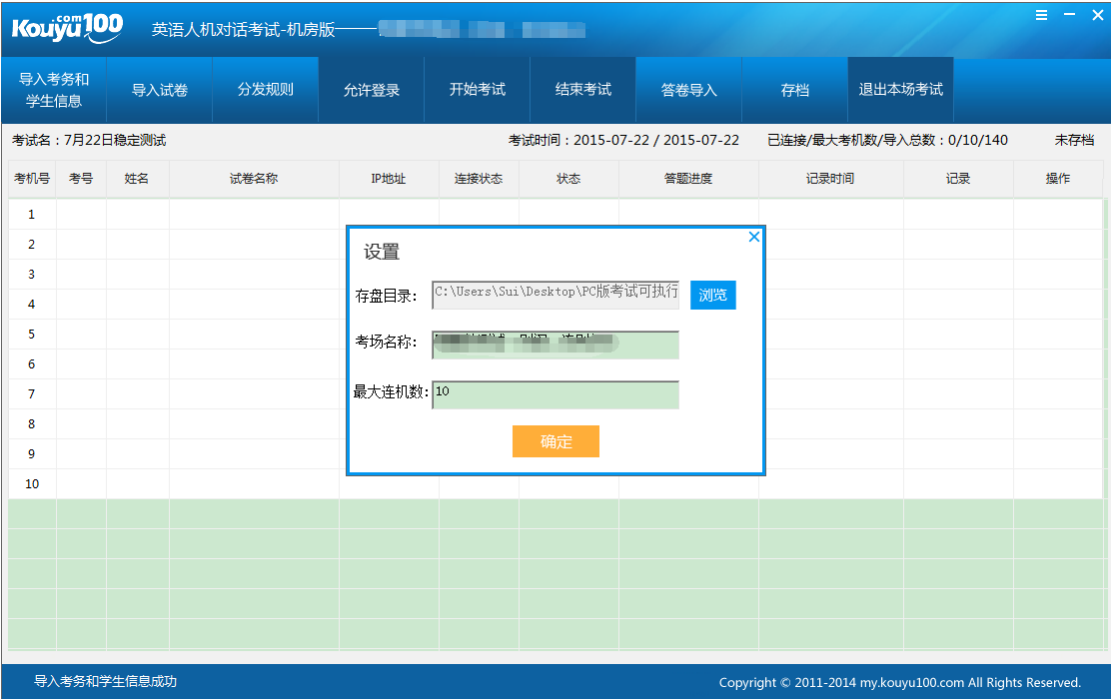 Kouyu100
.com
英语人机对话考试-机房版——
导入考务和
学生信息
导入试卷
分发规则
允许登录
开始考试
结束考试
答卷导入
存档
退出本场考试
考试名：7月22日稳定测试
考试时间：2015-07-22 / 2015-07-22
已连接/最大考机数/导入总数：0/10/140
未存档
考机号 考号 姓名 试卷名称 IP地址 连接状态 状态 答题进度 记录时间 记录 操作
1
2
3
4
5
6
7
8
9
10
设置
存盘目录：
C:\Users\Sui\Desktop\PC版考试可执行
浏览
考场名称：
最大连机数：
10
确定
导入考务和学生信息成功
Copyright © 2011-2014 my.kouyu100.com All Rights Reserved.